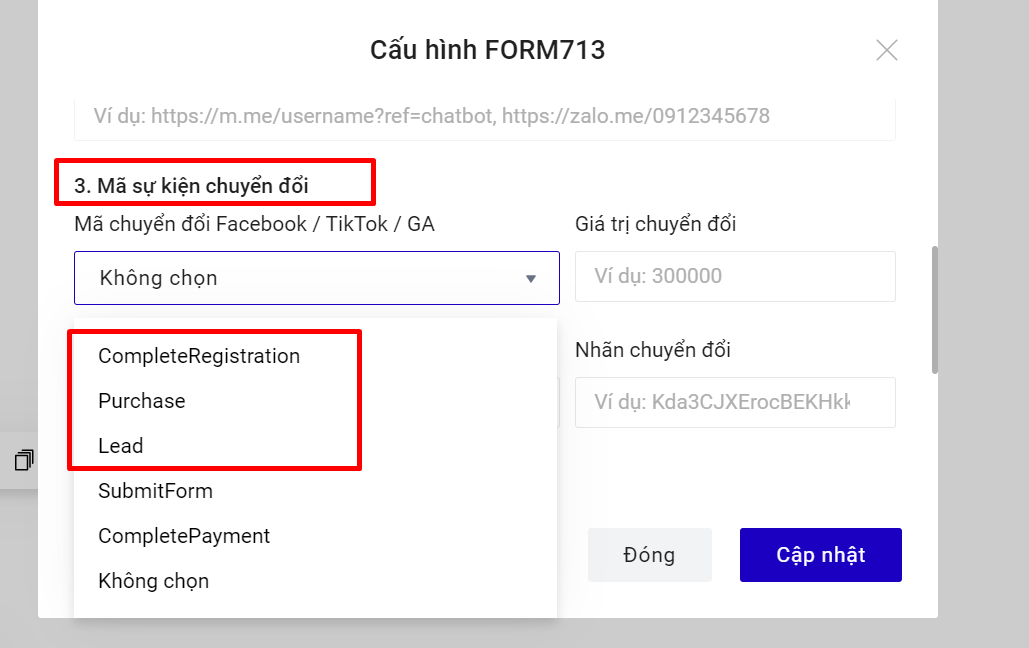 Cấu hình FORM713
Ví dụ: https://m.me/username?ref=chatbot, https://zalo.me/0912345678
3. Mã sự kiện chuyển đổi
Mã chuyển đổi Facebook / TikTok / GA
Giá trị chuyển đổi
Không chọn
Ví dụ: 300000
CompleteRegistration
Nhãn chuyển đổi
Purchase
Ví dụ: Kda3CJXErocBEKHkk
Lead
SubmitForm
CompletePayment
Không chọn
Đóng
Cập nhật